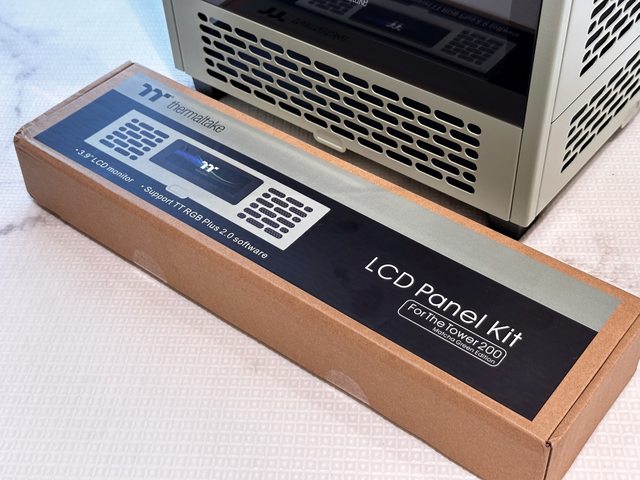 thermaltake
• 3.9" LCD monitor
• Support TT RGB Plus 2.0 software
LCD Panel Kit
For The Tower 200
Matcha Green Edition